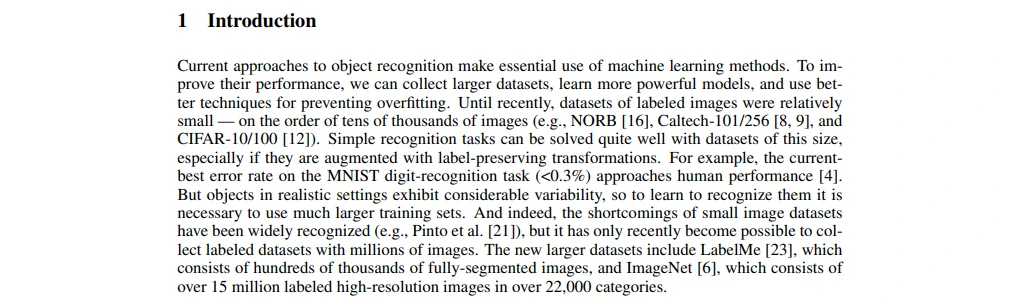 1 Introduction
Current approaches to object recognition make essential use of machine learning methods. To im-
prove their performance, we can collect larger datasets, learn more powerful models, and use bet-
ter techniques for preventing overfitting. Until recently, datasets of labeled images were relatively
small — on the order of tens of thousands of images (e.g., NORB [16], Caltech-101/256 [8, 9], and
CIFAR-10/100 [12]). Simple recognition tasks can be solved quite well with datasets of this size,
especially if they are augmented with label-preserving transformations. For example, the current-
best error rate on the MNIST digit-recognition task (<0.3%) approaches human performance [4].
But objects in realistic settings exhibit considerable variability, so to learn to recognize them it is
necessary to use much larger training sets. And indeed, the shortcomings of small image datasets
have been widely recognized (e.g., Pinto et al. [21]), but it has only recently become possible to col-
lect labeled datasets with millions of images. The new larger datasets include LabelMe [23], which
consists of hundreds of thousands of fully-segmented images, and ImageNet [6], which consists of
over 15 million labeled high-resolution images in over 22,000 categories.